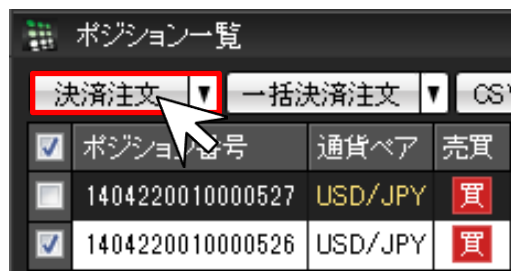 ポジション一覧
決済注文 ▼ 一括決済注文 ▼ CS
ポジション番号 通貨ペア 売買
1404220010000527 USD/JPY 買
1404220010000526 USD/JPY 買